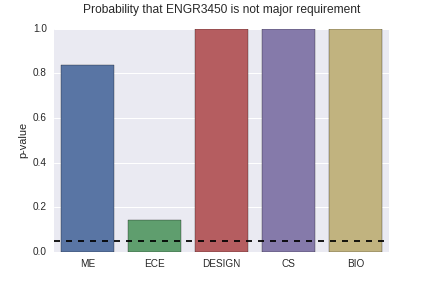 Probability that ENGR3450 is not major requirement
1.0
0.8
0.6
0.4
0.2
0.0
p-value
ME ECE DESIGN CS BIO